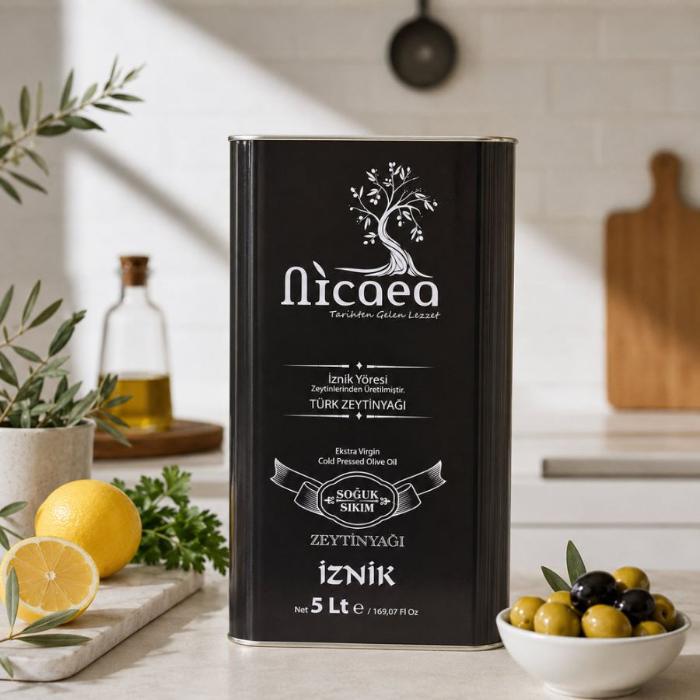 Nicaea
Tarihten Gelen Lezzet
İznik Yöresi
Zeytinlerinden Üretilmiştir.
TÜRK ZEYTİNYAĞI
Ekstra Virgin
Cold Pressed Olive Oil
SOĞUK
SIKIM
ZEYTİNYAĞI
İZNİK
Net 5 Lt e / 169,07 Fl Oz